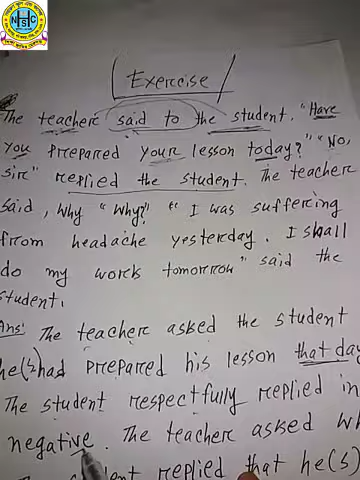 Exercise
The teacher said to the student. "Have
you prepared your lesson today?" "No,
sir" replied the student. The teacher
said, why "why?" "I was suffering
from headache yesterday. I shall
do my work tomorrow" said the
student.
Ans: The teacher asked the student
he(s) had prepared his lesson that day
The student respectfully replied in
negative. The teacher asked wh
replied that he(s)